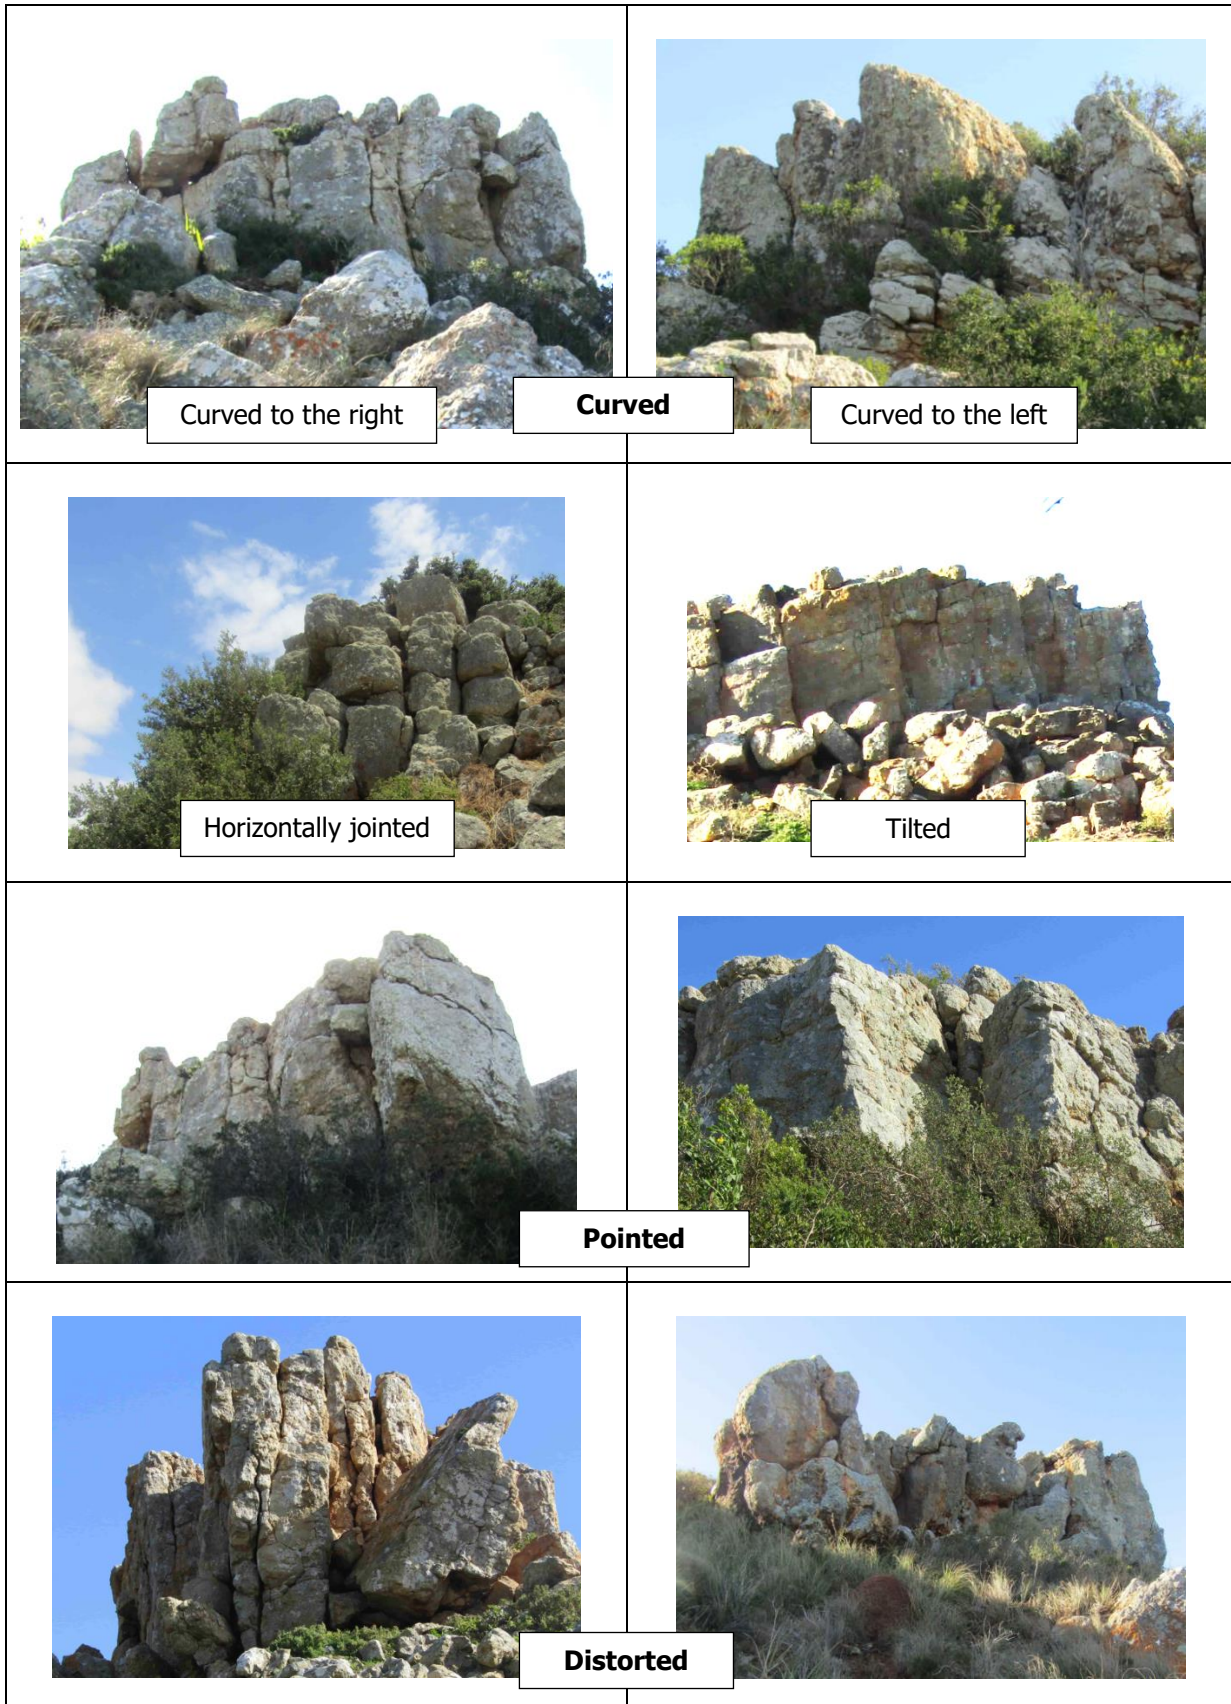 Curved to the right
Curved
Curved to the left
Horizontally jointed
Tilted
Pointed
Distorted